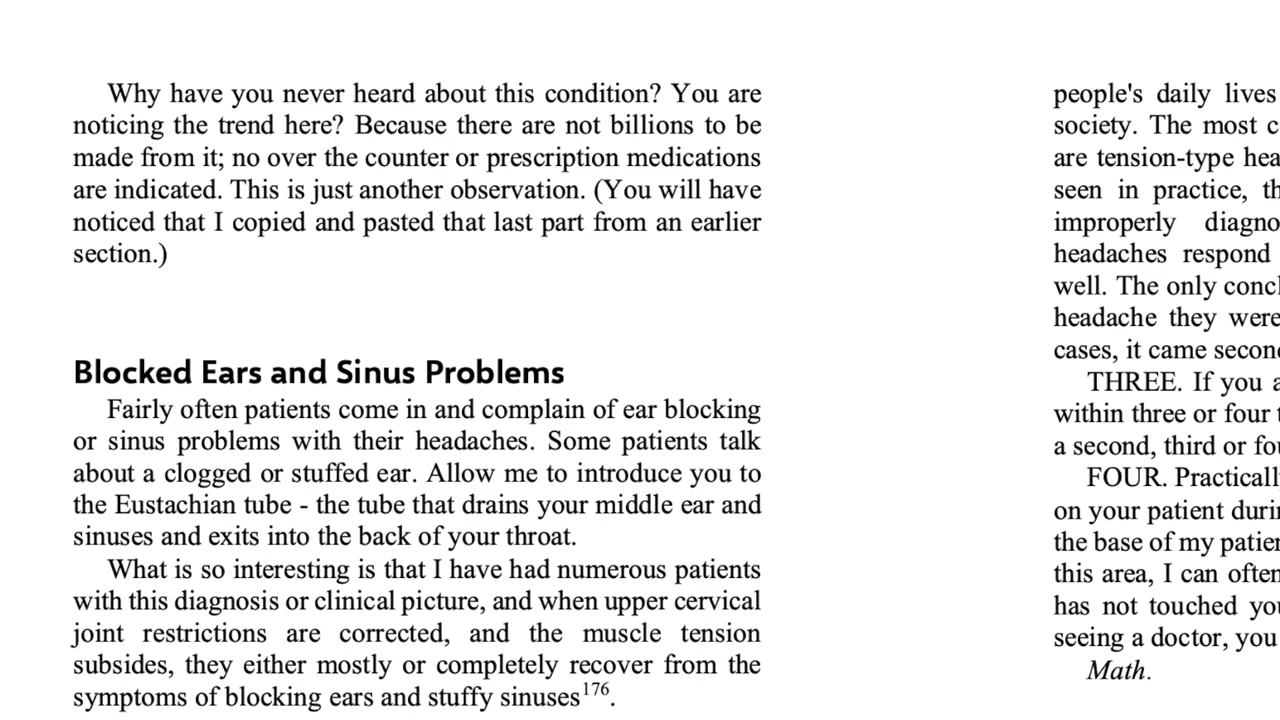 Why have you never heard about this condition? You are
noticing the trend here? Because there are not billions to be
made from it; no over the counter or prescription medications
are indicated. This is just another observation. (You will have
noticed that I copied and pasted that last part from an earlier
section.)
Blocked Ears and Sinus Problems
Fairly often patients come in and complain of ear blocking
or sinus problems with their headaches. Some patients talk
about a clogged or stuffed ear. Allow me to introduce you to
the Eustachian tube - the tube that drains your middle ear and
sinuses and exits into the back of your throat.
What is so interesting is that I have had numerous patients
with this diagnosis or clinical picture, and when upper cervical
joint restrictions are corrected, and the muscle tension
subsides, they either mostly or completely recover from the
symptoms of blocking ears and stuffy sinuses176.
people's daily lives
society. The most
are tension-type
seen in practice,
improperly
headaches respond
well. The only
headache they were
cases, it came
THREE. If you
within three or four
a second, third or
FOUR.
on your patient
the base of my
this area, I can
has not touched
seeing a doctor, you
Math.